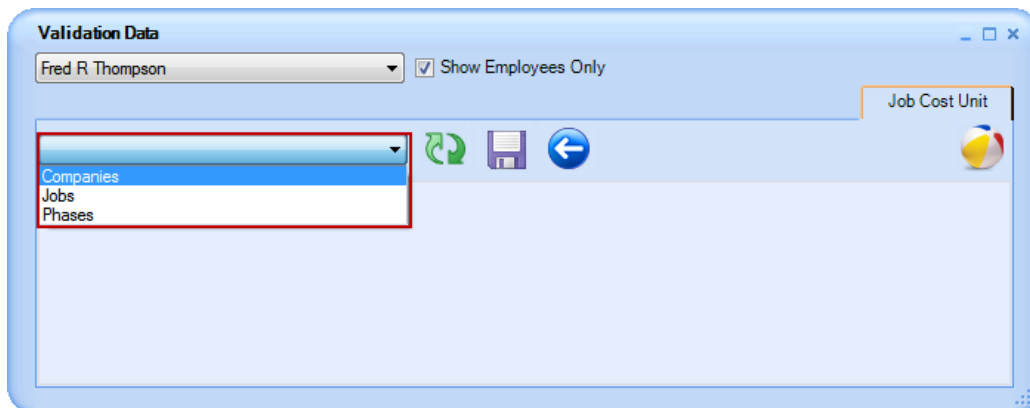 Validation Data
Fred R Thompson
Show Employees Only
Job Cost Unit
Companies
Jobs
Phases